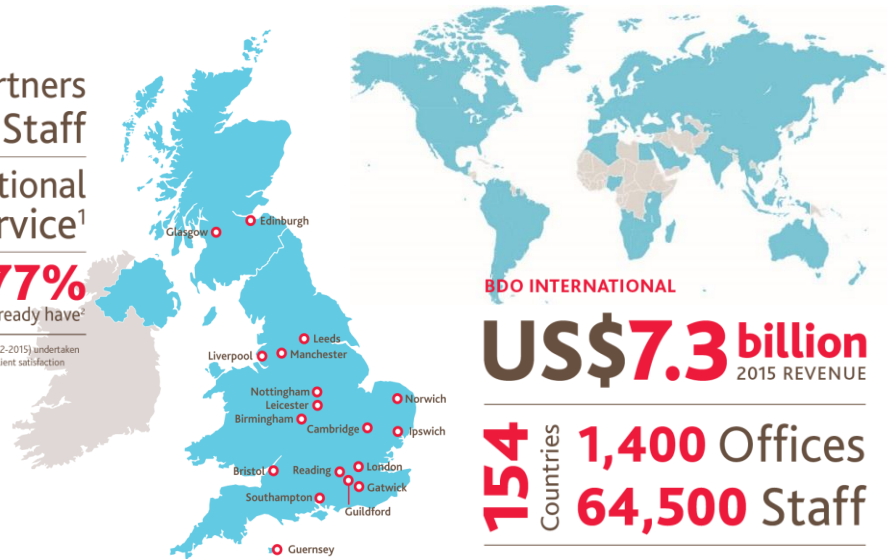 rtners
Staff
tional
rvice¹
77%
ready have²
2-2015) undertaken
ient satisfaction
Edinburgh
Glasgow
Leeds
Liverpool
Manchester
Nottingham
Leicester
Norwich
Birmingham
Cambridge
Ipswich
Bristol
Reading
London
Gatwick
Southampton
Guildford
Guernsey
BDO INTERNATIONAL
US$7.3 billion
2015 REVENUE
154 Countries
1,400 Offices
64,500 Staff